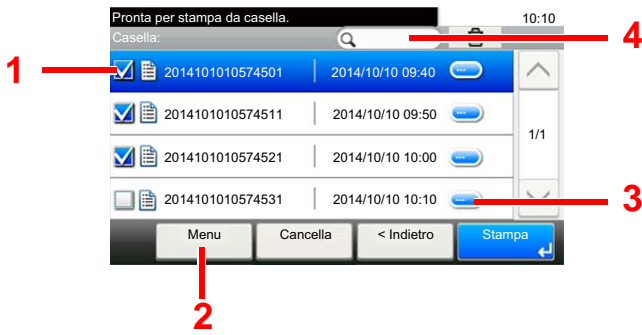 Pronta per stampa da casella. 10:10
Casella: 4
1
2014101010574501 2014/10/10 09:40
2014101010574511 2014/10/10 09:50
1/1
2014101010574521 2014/10/10 10:00
2014101010574531 2014/10/10 10:10 3
Menu Cancella < Indietro Stampa
2